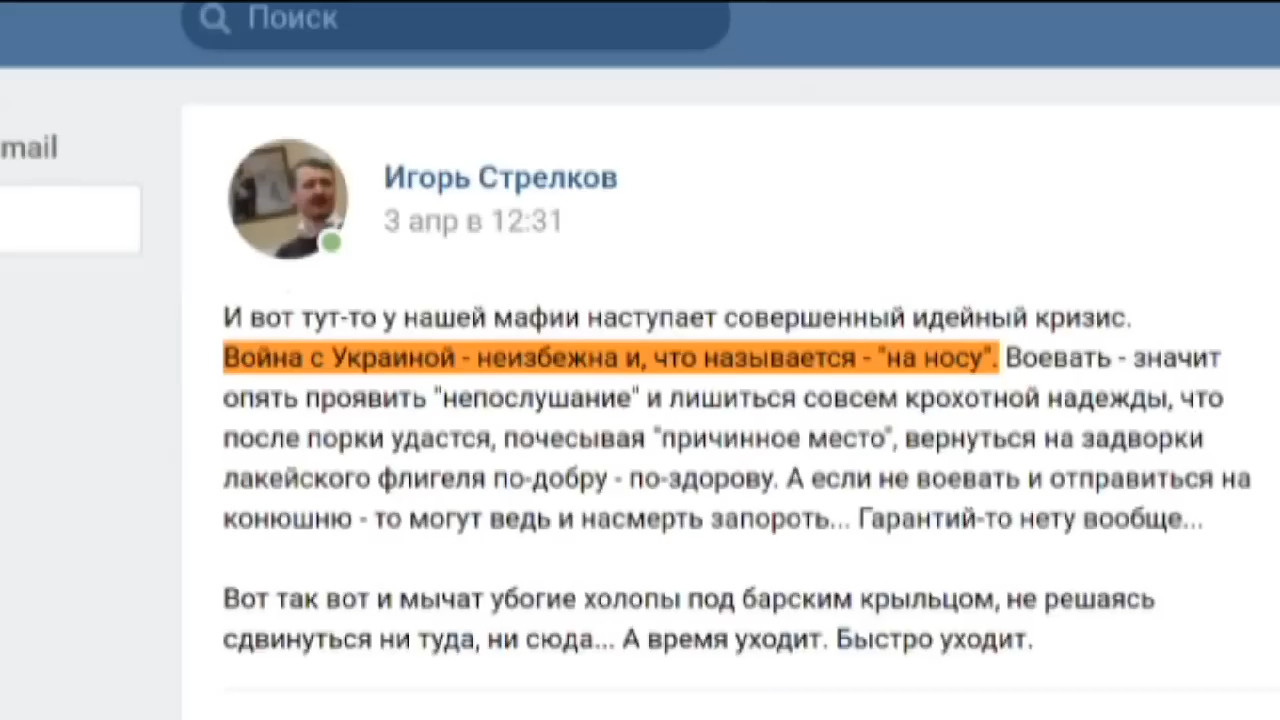 Поиск
mail
Игорь Стрелков
3 апр в 12:31
И вот тут-то у нашей мафии наступает совершенный идейный кризис.
Война с Украиной - неизбежна и, что называется - "на носу". Воевать - значит
опять проявить "непослушание" и лишиться совсем крохотной надежды, что
после порки удастся, почесывая "причинное место", вернуться на задворки
лакейского флигеля по-добру - по-здорову. А если не воевать и отправиться на
конюшню - то могут ведь и насмерть запороть... Гарантий-то нету вообще...
Вот так вот и мычат убогие холопы под барским крыльцом, не решаясь
сдвинуться ни туда, ни сюда... А время уходит. Быстро уходит.